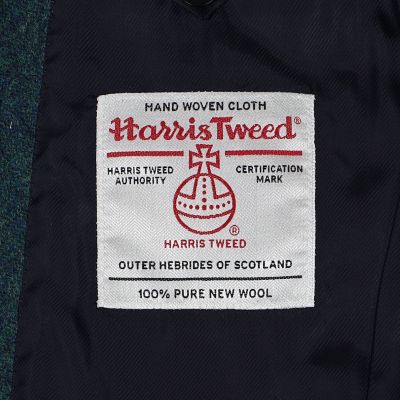 HAND WOVEN CLOTH
Harris Tweed®
HARRIS TWEED AUTHORITY
CERTIFICATION MARK
®
HARRIS TWEED
OUTER HEBRIDES OF SCOTLAND
100% PURE NEW WOOL